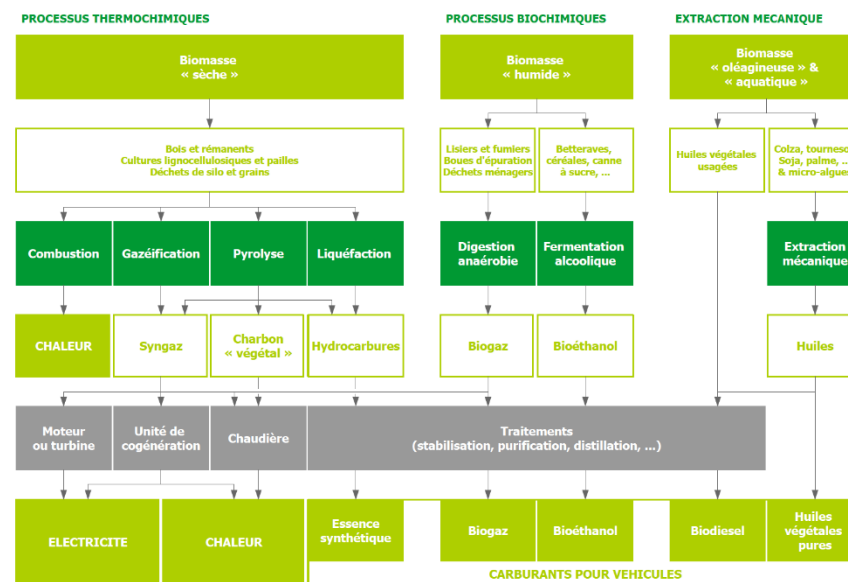 PROCESSUS THERMOCHIMIQUES
PROCESSUS BIOCHIMIQUES
EXTRACTION MECANIQUE
Biomasse
« sèche »
Biomasse
« humide »
Biomasse
« oléagineuse » &
« aquatique »
Bois et rémanents
Cultures lignocellulosiques et pailles
Déchets de silo et grains
Lisiers et fumiers
Boues d'épuration
Déchets ménagers
Betteraves,
céréales, canne
à sucre, ...
Huiles végétales
usagées
Colza, tourneso
Soja, palme, ...
& micro-algues
Combustion
Gazéification
Pyrolyse
Liquéfaction
Digestion
anaérobie
Fermentation
alcoolique
Extraction
mécanique
CHALEUR
Syngaz
Charbon
« végétal »
Hydrocarbures
Biogaz
Bioéthanol
Huiles
Moteur
ou turbine
Unité de
cogénération
Chaudière
Traitements
(stabilisation, purification, distillation, ...)
ELECTRICITE
CHALEUR
Essence
synthétique
Biogaz
Bioéthanol
Biodiesel
Huiles
végétales
pures
CARBURANTS POUR VEHICULES